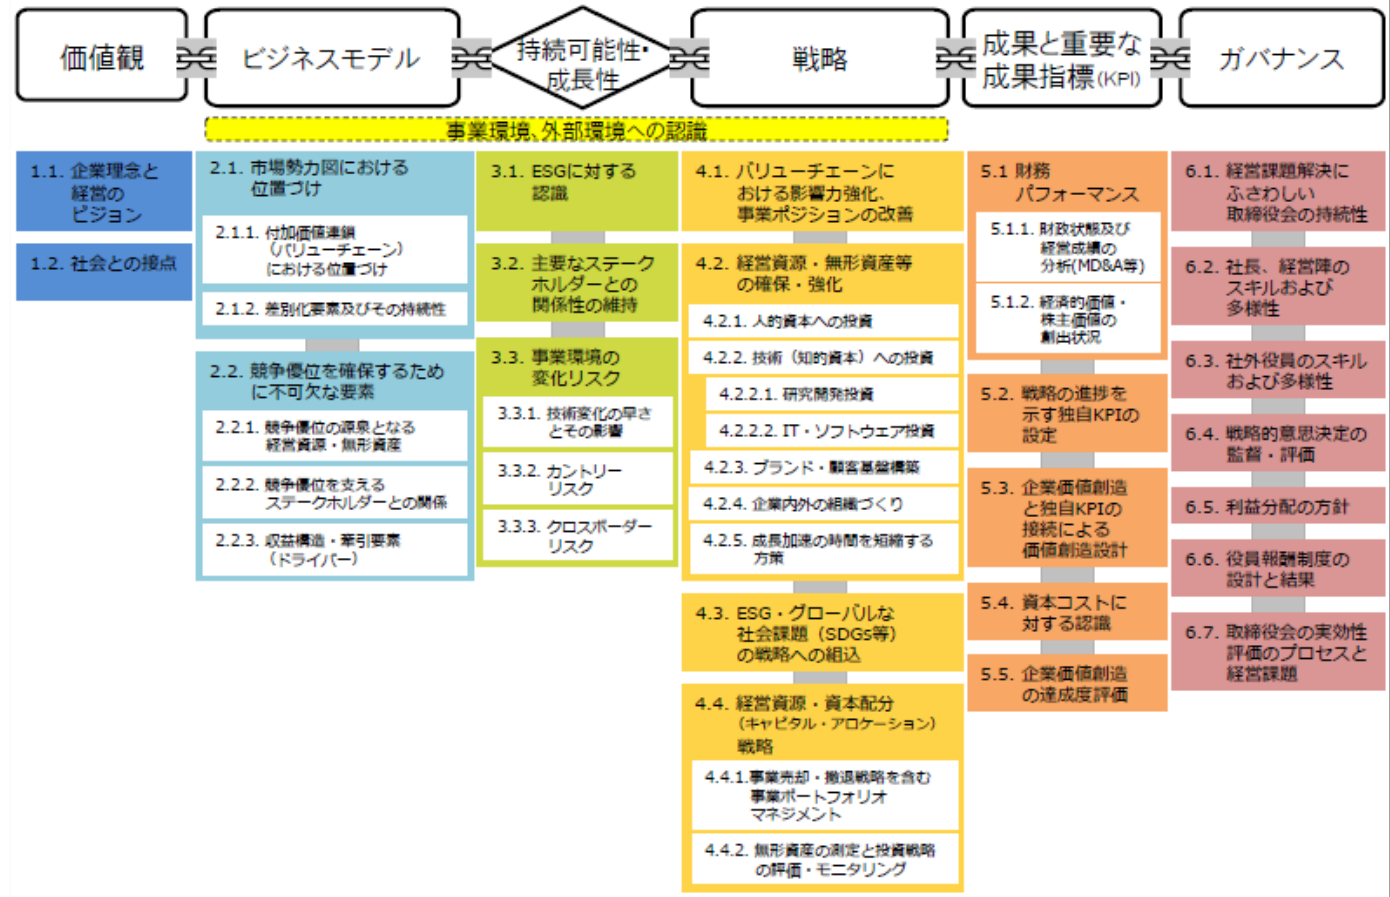 価値観
ビジネスモデル
持続可能性・
成長性
戦略
成果と重要な
成果指標(KPI)
ガバナンス
事業環境、外部環境への認識
1.1. 企業理念と
経営の
ビジョン
1.2. 社会との接点
2.1. 市場勢力図における
位置づけ
2.1.1. 付加価値連鎖
（バリューチェーン）
における位置づけ
2.1.2. 差別化要素及びその持続性
2.2. 競争優位を確保するため
に不可欠な要素
2.2.1. 競争優位の源泉となる
経営資源・無形資産
2.2.2. 競争優位を支える
ステークホルダーとの関係
2.2.3. 収益構造・牽引要素
（ドライバー）
3.1. ESGに対する
認識
3.2. 主要なステーク
ホルダーとの
関係性の維持
3.3. 事業環境の
変化リスク
3.3.1. 技術変化の早さ
とその影響
3.3.2. カントリー
リスク
3.3.3. クロスボーダー
リスク
4.1. バリューチェーンに
おける影響力強化、
事業ポジションの改善
4.2. 経営資源・無形資産等
の確保・強化
4.2.1. 人的資本への投資
4.2.2. 技術（知的資本）への投資
4.2.2.1. 研究開発投資
4.2.2.2. IT・ソフトウェア投資
4.2.3. ブランド・顧客基盤構築
4.2.4. 企業内外の組織づくり
4.2.5. 成長加速の時間を短縮する
方策
4.3. ESG・グローバルな
社会課題（SDGs等）
の戦略への組込
4.4. 経営資源・資本配分
（キャピタル・アロケーション）
戦略
4.4.1.事業売却・撤退戦略を含む
事業ポートフォリオ
マネジメント
4.4.2. 無形資産の測定と投資戦略
の評価・モニタリング
5.1 財務
パフォーマンス
5.1.1. 財政状態及び
経営成績の
分析(MD&A等)
5.1.2. 経済的価値・
株主価値の
創出状況
5.2. 戦略の進捗を
示す独自KPIの
設定
5.3. 企業価値創造
と独自KPIの
接続による
価値創造設計
5.4. 資本コストに
対する認識
5.5. 企業価値創造
の達成度評価
6.1. 経営課題解決に
ふさわしい
取締役会の持続性
6.2. 社長、経営陣の
スキルおよび
多様性
6.3. 社外役員のスキル
および多様性
6.4. 戦略的意思決定の
監督・評価
6.5. 利益分配の方針
6.6. 役員報酬制度の
設計と結果
6.7. 取締役会の実効性
評価のプロセスと
経営課題